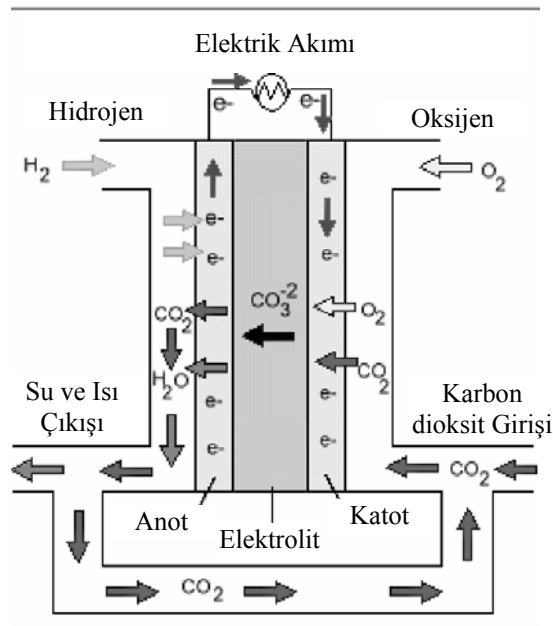 Elektrik Akımı
e- e-
Hidrojen Oksijen
H2 O2
e-
e-
e- e-
CO3-2
CO2 O2
H2O CO2
e- e-
e- e-
Su ve Isı
Çıkışı
Karbon
dioksit Girişi
CO2
Anot Elektrolit Katot
CO2